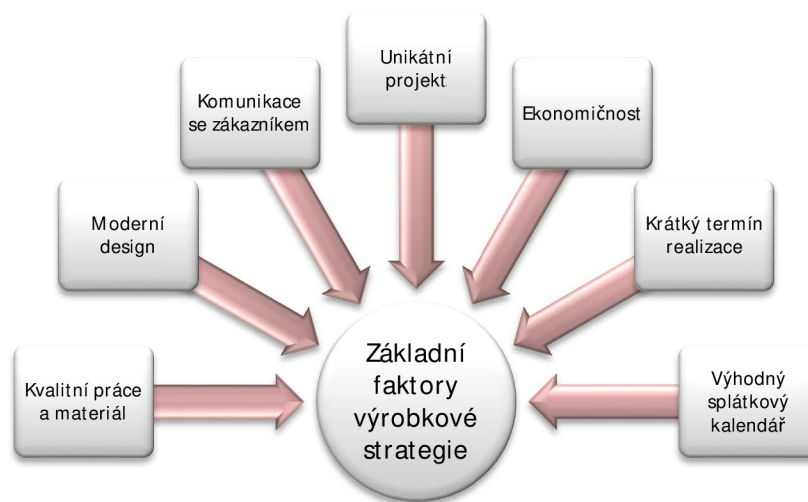 Unikátní
projekt
Komunikace
se zákazníkem
Ekonomičnost
Moderní
design
Krátký termín
realizace
Kvalitní práce
a materiál
Základní
faktory
výrobkové
strategie
Výhodný
splátkový
kalendář